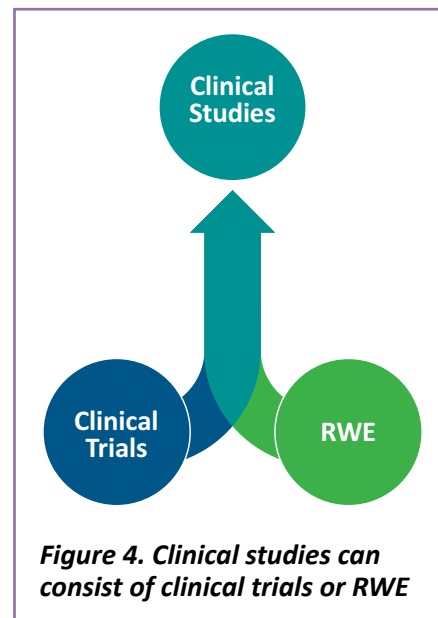 Clinical
Studies
Clinical
Trials
RWE
Figure 4. Clinical studies can
consist of clinical trials or RWE